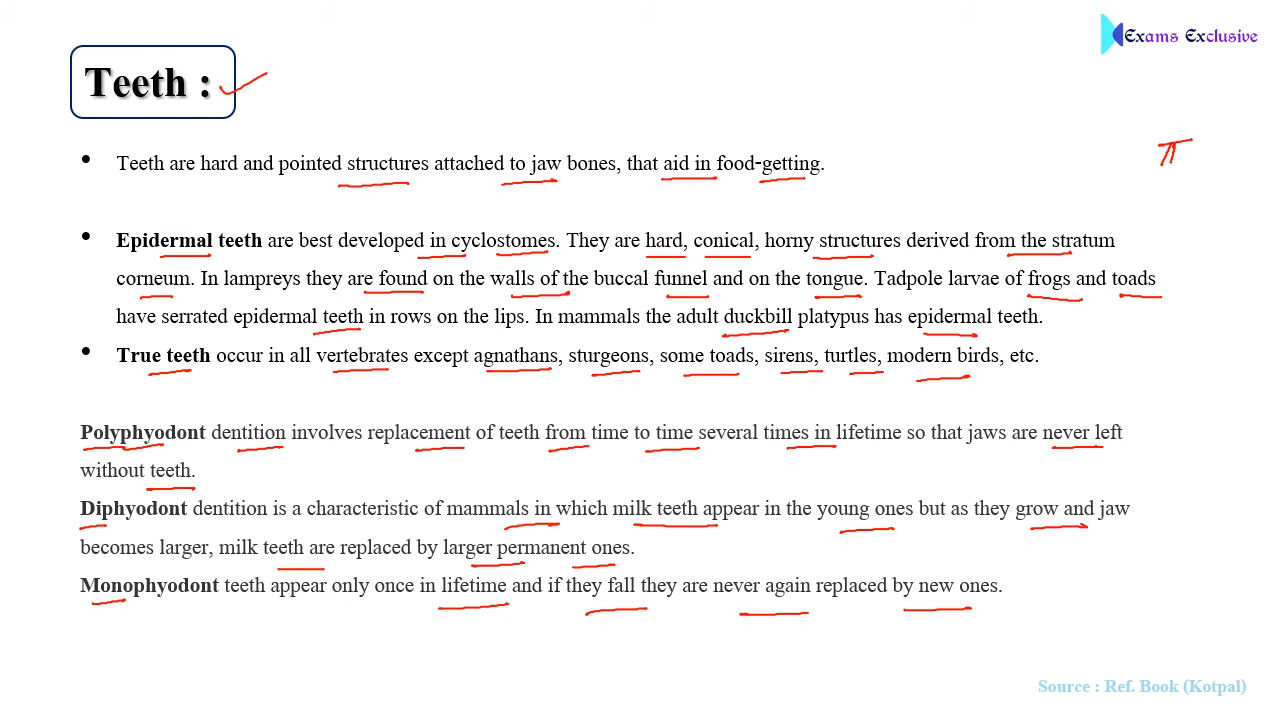 Exams Exclusive
Teeth :
• Teeth are hard and pointed structures attached to jaw bones, that aid in food-getting.
• Epidermal teeth are best developed in cyclostomes. They are hard, conical, horny structures derived from the stratum
corneum. In lampreys they are found on the walls of the buccal funnel and on the tongue. Tadpole larvae of frogs and toads
have serrated epidermal teeth in rows on the lips. In mammals the adult duckbill platypus has epidermal teeth.
• True teeth occur in all vertebrates except agnathans, sturgeons, some toads, sirens, turtles, modern birds, etc.
Polyphyodont dentition involves replacement of teeth from time to time several times in lifetime so that jaws are never left
without teeth.
Diphyodont dentition is a characteristic of mammals in which milk teeth appear in the young ones but as they grow and jaw
becomes larger, milk teeth are replaced by larger permanent ones.
Monophyodont teeth appear only once in lifetime and if they fall they are never again replaced by new ones.
Source : Ref. Book (Kotpal)